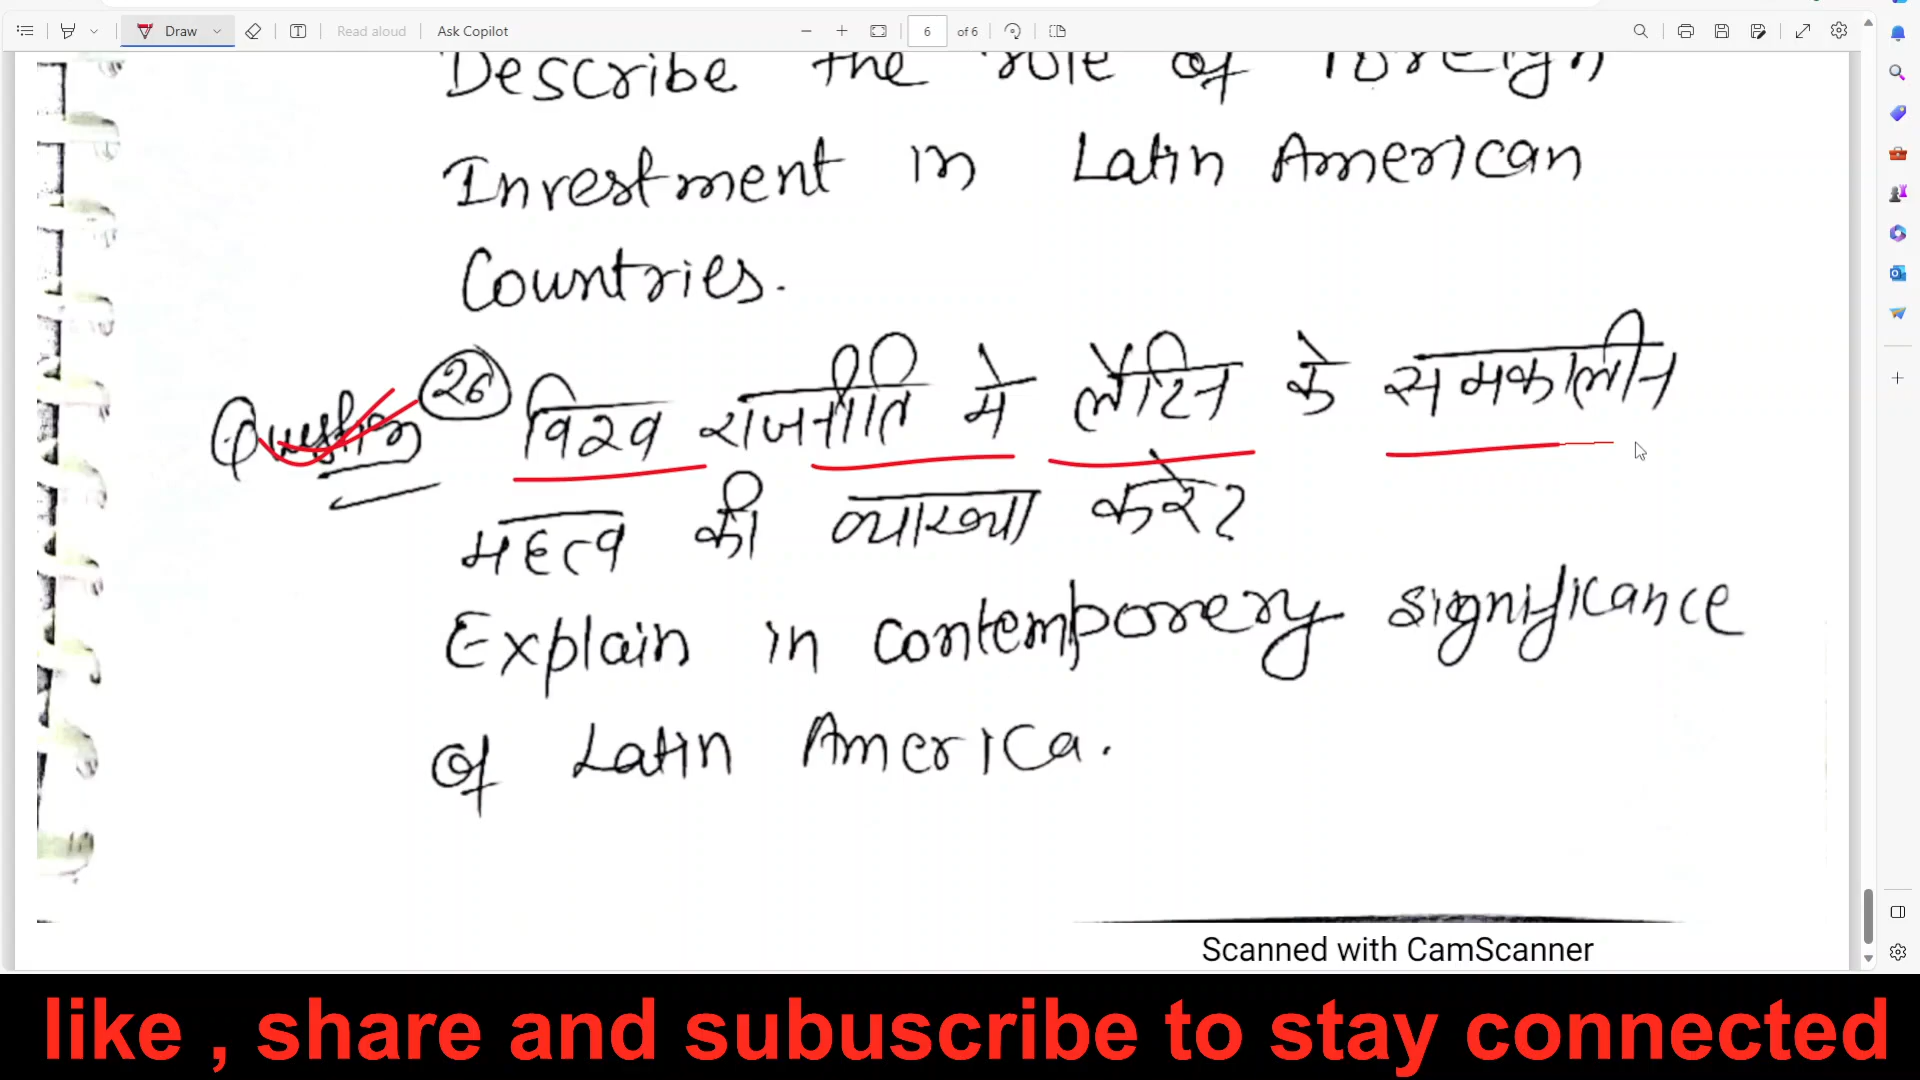 Draw
Read aloud
Ask Copilot
6
of 6
Describe the role of foreign
Investment in Latin American
Countries.
Question 26 विश्व राजनीति मे लैटिन के समकालीन
महत्व की व्याख्या करे?
Explain in contemporery significance
of Latin America.
Scanned with CamScanner
like , share and subuscribe to stay connected